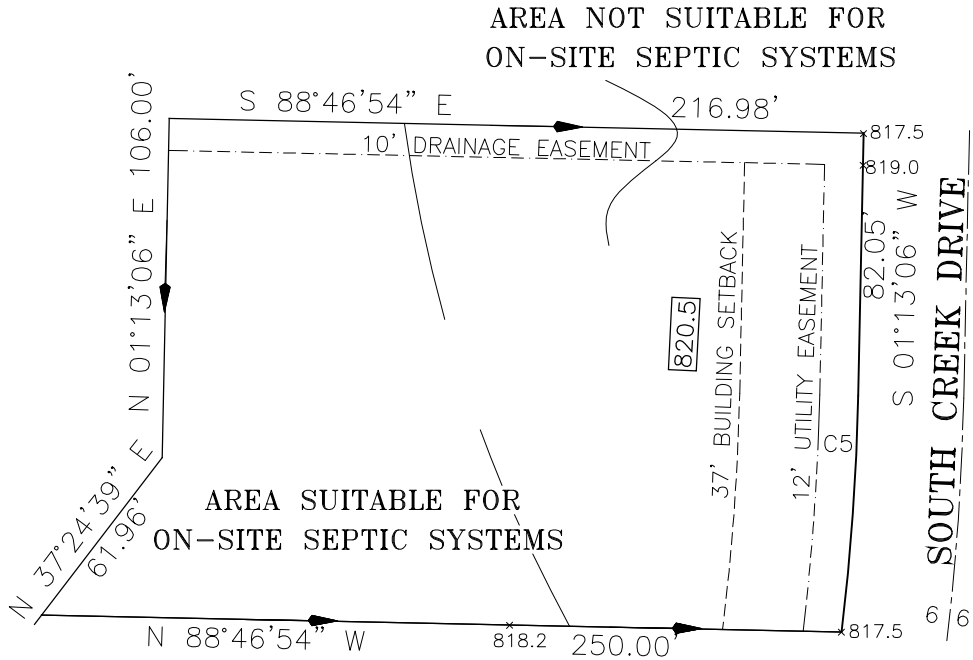 AREA NOT SUITABLE FOR
ON-SITE SEPTIC SYSTEMS
S 88°46'54" E
216.98'
10' DRAINAGE EASEMENT
817.5
819.0
N 01°13'06" E 106.00'
82.05'
S 01°13'06" W
SOUTH CREEK DRIVE
820.5
37' BUILDING SETBACK
12' UTILITY EASEMENT
C5
N 37°24'39" E
61.96'
AREA SUITABLE FOR
ON-SITE SEPTIC SYSTEMS
N 88°46'54" W
818.2
250.00'
817.5
6 6